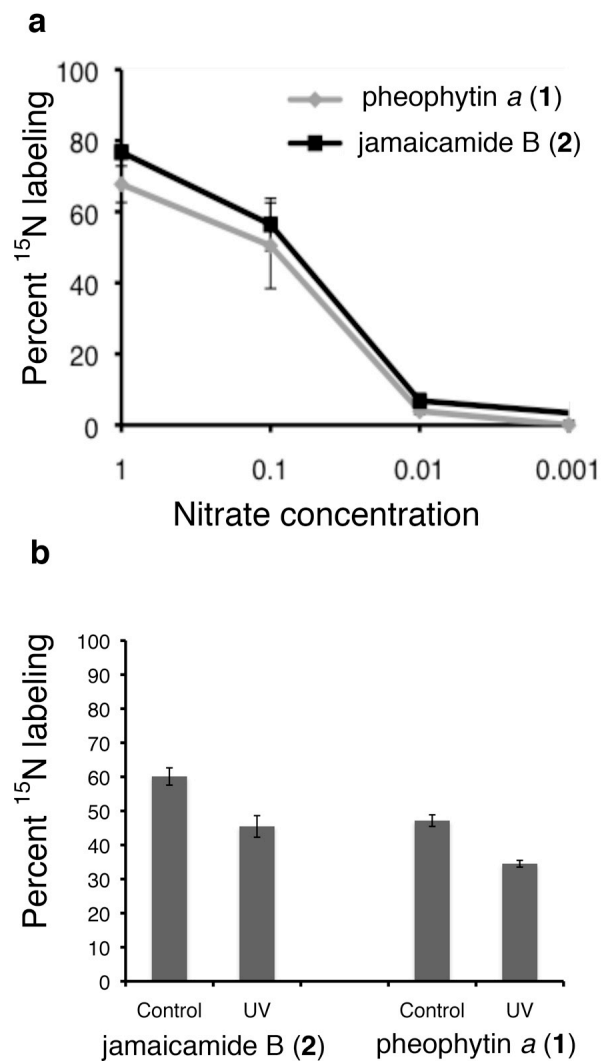 a
100
80
60
40
20
0
Percent ¹⁵N labeling
pheophytin a (1)
jamaicamide B (2)
1 0.1 0.01 0.001
Nitrate concentration
b
100
90
80
70
60
50
40
30
20
10
0
Percent ¹⁵N labeling
Control UV Control UV
jamaicamide B (2) pheophytin a (1)